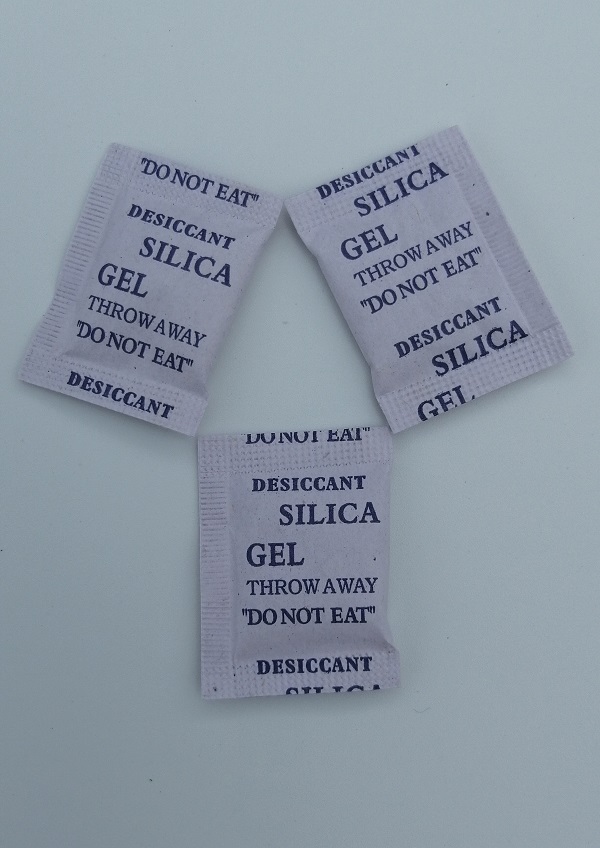 "DO NOT EAT"
DESICCANT
SILICA
GEL
THROW AWAY
"DO NOT EAT"
DESICCANT
DESICCANT
SILICA
GEL
THROW AWAY
"DO NOT EAT"
DESICCANT
SILICA
GEL
DO NOT EAT"
DESICCANT
SILICA
GEL
THROW AWAY
"DO NOT EAT"
DESICCANT
SILICA